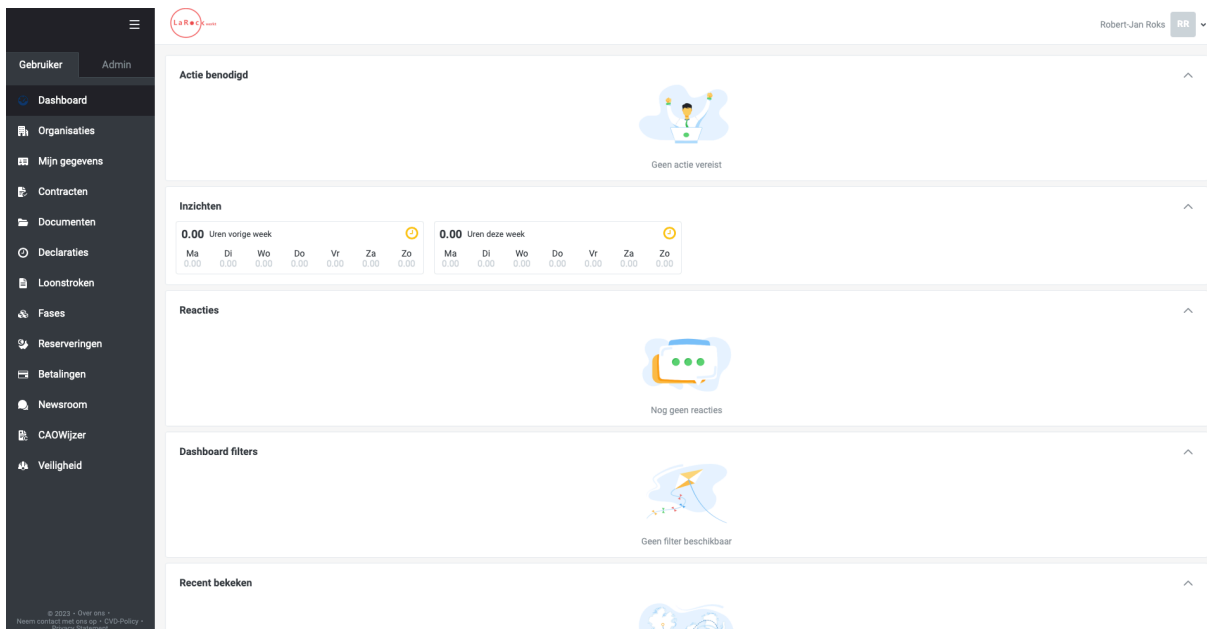 LaRock
Robert-Jan Roks RR
Gebruiker Admin
Dashboard
Organisaties
Mijn gegevens
Contracten
Documenten
Declaraties
Loonstroken
Fases
Reserveringen
Betalingen
Newsroom
CAOWijzer
Veiligheid
© 2023 • Over ons •
Neem contact met ons op • CVD-Policy •
Privacy Statement
Actie benodigd
Geen actie vereist
Inzichten
0.00 Uren vorige week
Ma Di Wo Do Vr Za Zo
0.00 0.00 0.00 0.00 0.00 0.00 0.00
0.00 Uren deze week
Ma Di Wo Do Vr Za Zo
0.00 0.00 0.00 0.00 0.00 0.00 0.00
Reacties
Nog geen reacties
Dashboard filters
Geen filter beschikbaar
Recent bekeken